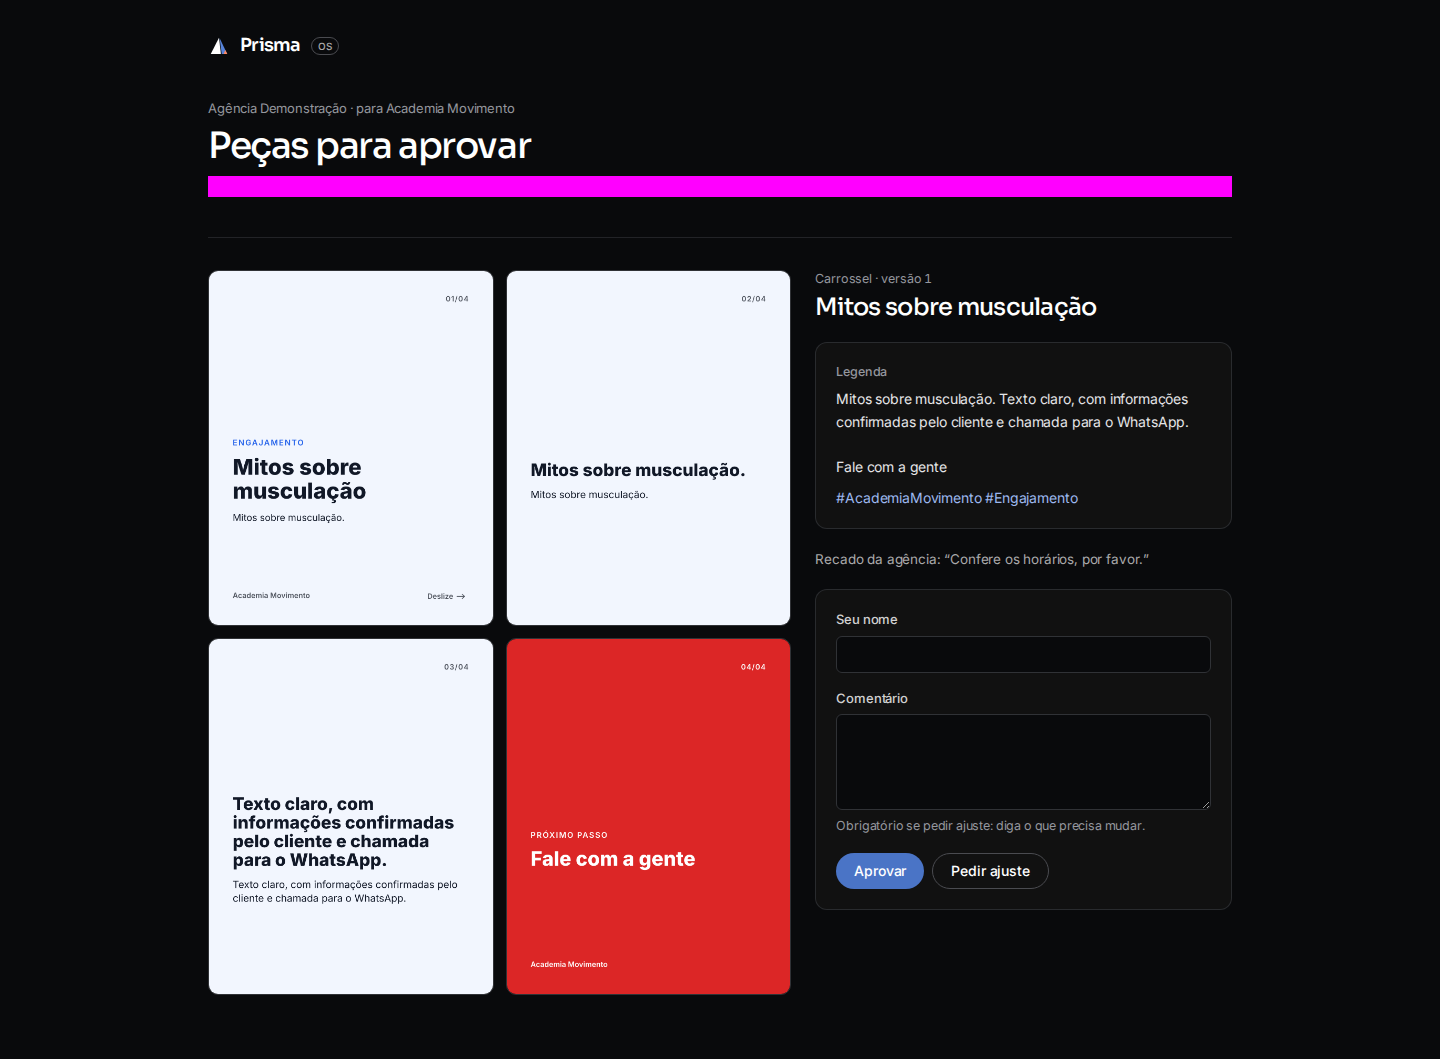 Prisma OS
Agência Demonstração · para Academia Movimento
Peças para aprovar
01/04
ENGAJAMENTO
Mitos sobre
musculação
Mitos sobre musculação.
Academia Movimento
Deslize →
02/04
Mitos sobre musculação.
Mitos sobre musculação.
03/04
Texto claro, com
informações confirmadas
pelo cliente e chamada
para o WhatsApp.
Texto claro, com informações confirmadas pelo
cliente e chamada para o WhatsApp.
04/04
PRÓXIMO PASSO
Fale com a gente
Academia Movimento
Carrossel · versão 1
Mitos sobre musculação
Legenda
Mitos sobre musculação. Texto claro, com informações
confirmadas pelo cliente e chamada para o WhatsApp.
Fale com a gente
#AcademiaMovimento #Engajamento
Recado da agência: “Confere os horários, por favor.”
Seu nome
Comentário
Obrigatório se pedir ajuste: diga o que precisa mudar.
Aprovar
Pedir ajuste